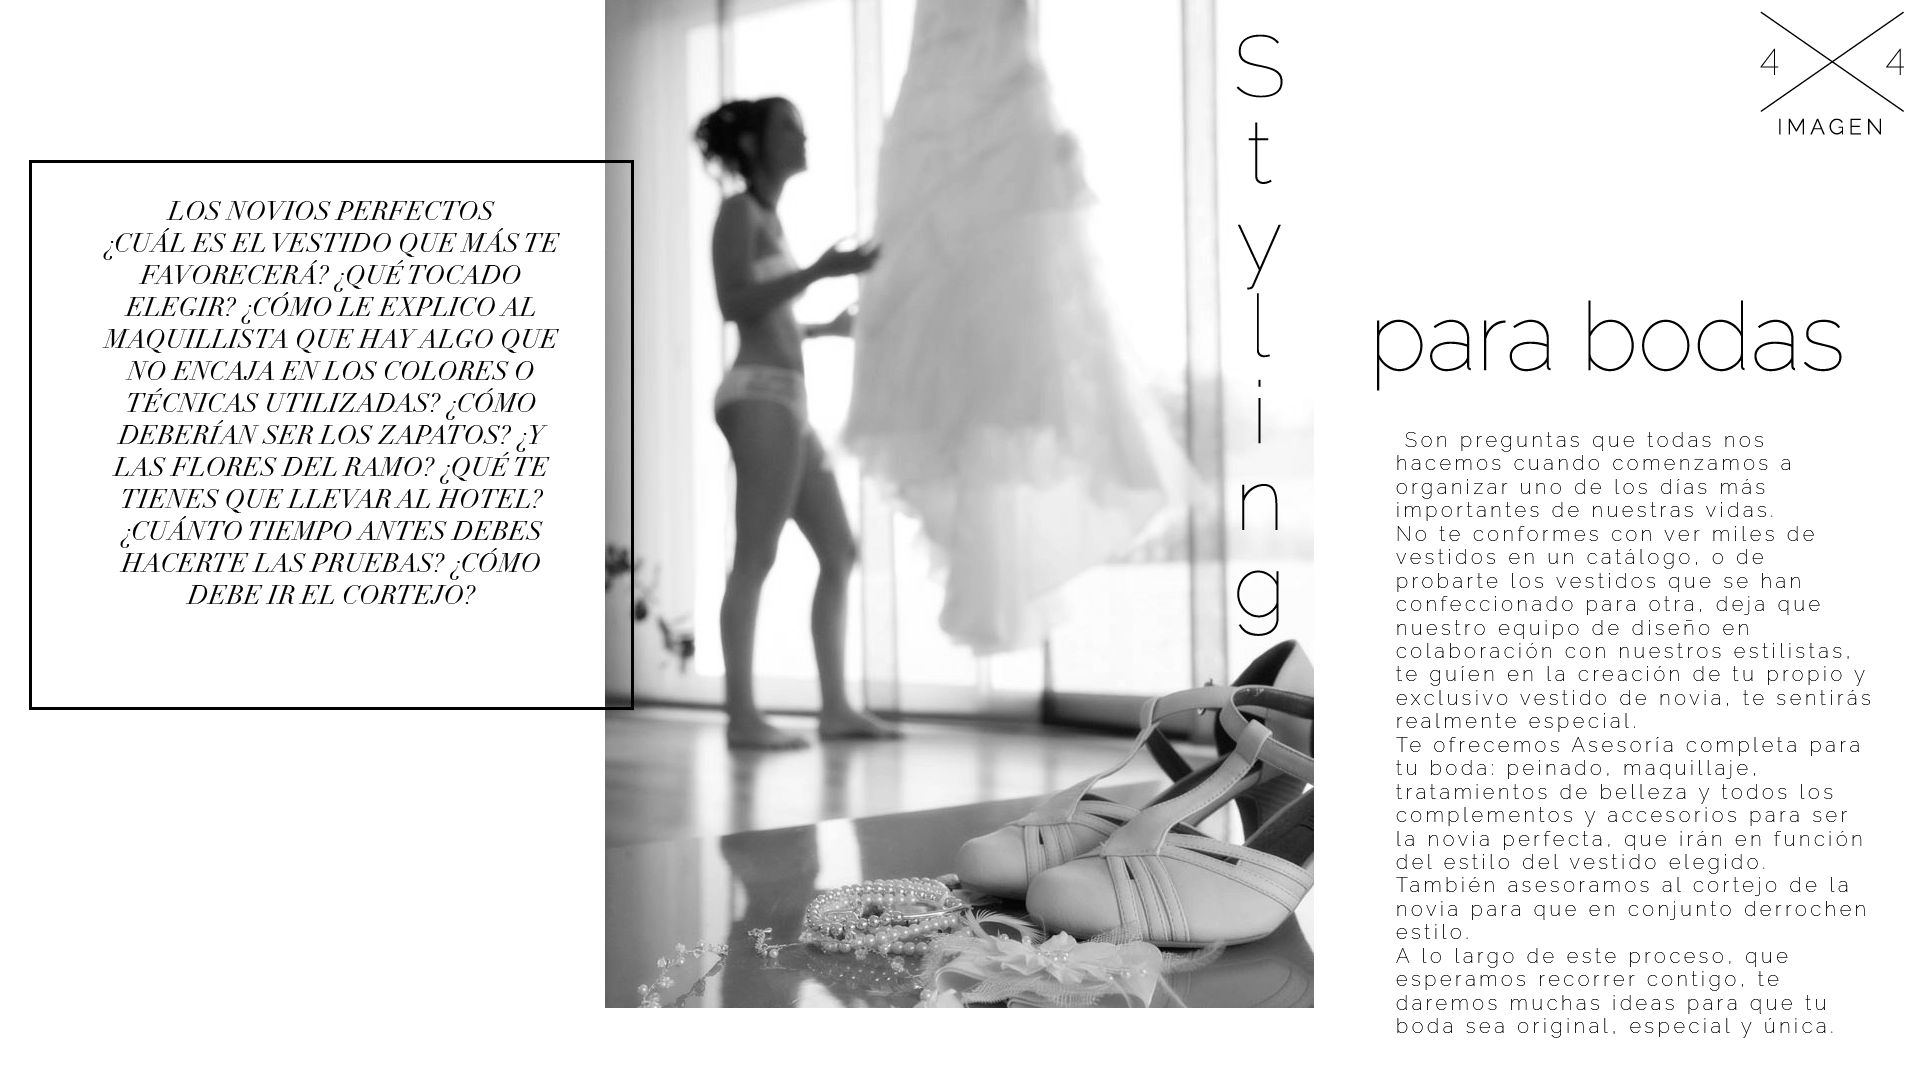 LOS NOVIOS PERFECTOS
¿CUÁL ES EL VESTIDO QUE MÁS TE
FAVORECERÁ? ¿QUÉ TOCADO
ELEGIR? ¿CÓMO LE EXPLICO AL
MAQUILLISTA QUE HAY ALGO QUE
NO ENCAJA EN LOS COLORES O
TÉCNICAS UTILIZADAS? ¿CÓMO
DEBERÍAN SER LOS ZAPATOS? ¿Y
LAS FLORES DEL RAMO? ¿QUÉ TE
TIENES QUE LLEVAR AL HOTEL?
¿CUÁNTO TIEMPO ANTES DEBES
HACERTE LAS PRUEBAS? ¿CÓMO
DEBE IR EL CORTEJO?
Styling
4 4
IMAGEN
para bodas
Son preguntas que todas nos
hacemos cuando comenzamos a
organizar uno de los días más
importantes de nuestras vidas.
No te conformes con ver miles de
vestidos en un catálogo, o de
probarte los vestidos que se han
confeccionado para otra, deja que
nuestro equipo de diseño en
colaboración con nuestros estilistas,
te guíen en la creación de tu propio y
exclusivo vestido de novia, te sentirás
realmente especial.
Te ofrecemos Asesoría completa para
tu boda: peinado, maquillaje,
tratamientos de belleza y todos los
complementos y accesorios para ser
la novia perfecta, que irán en función
del estilo del vestido elegido.
También asesoramos al cortejo de la
novia para que en conjunto derrochen
estilo.
A lo largo de este proceso, que
esperamos recorrer contigo, te
daremos muchas ideas para que tu
boda sea original, especial y única.